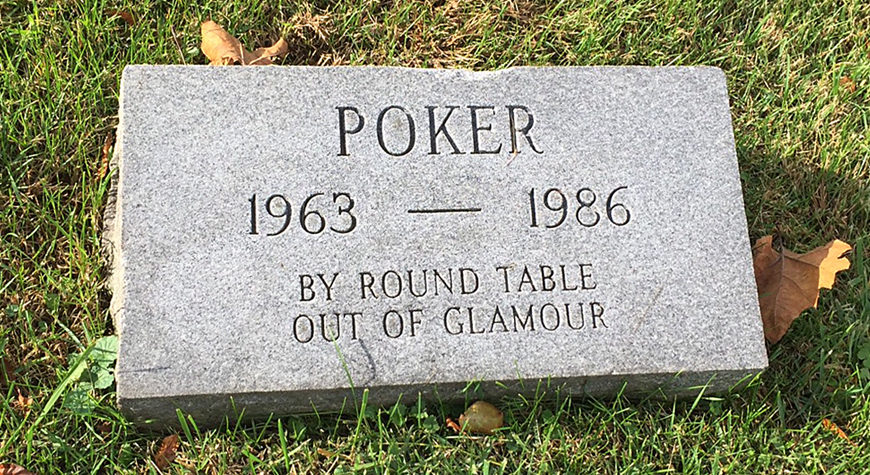 POKER
1963 — 1986
BY ROUND TABLE
OUT OF GLAMOUR